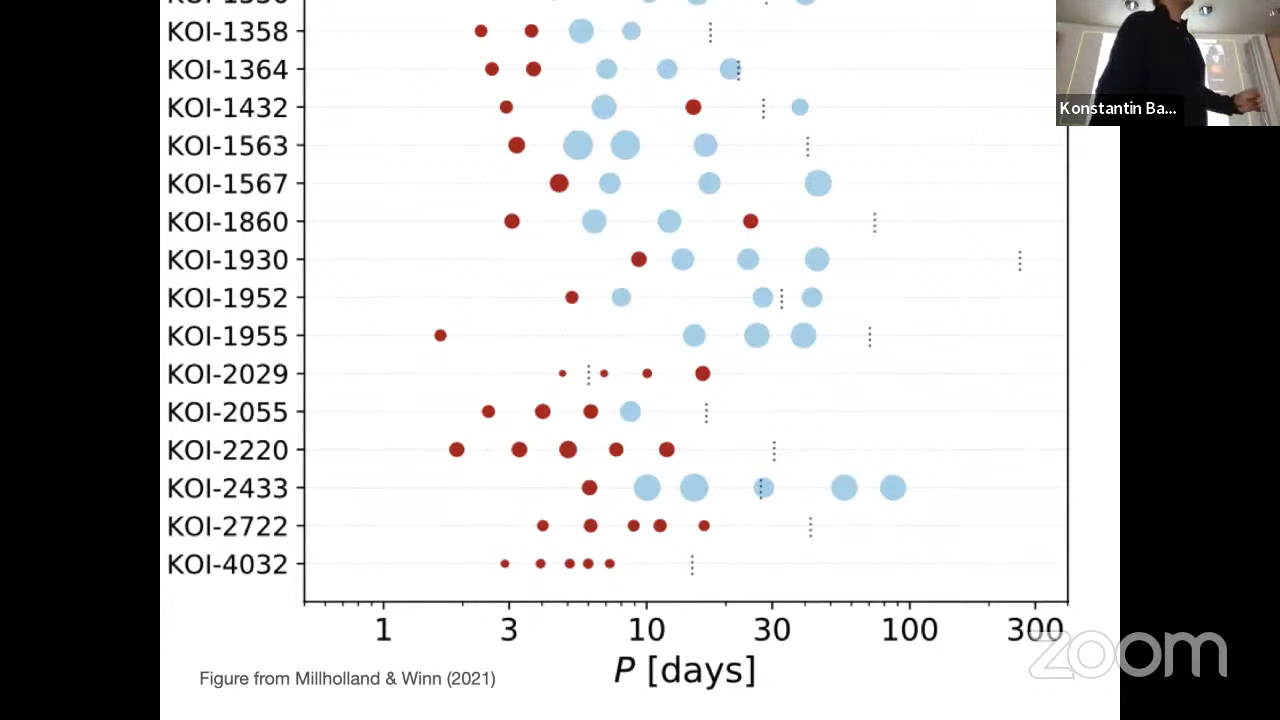 KOI-1358
KOI-1364
KOI-1432
KOI-1563
KOI-1567
KOI-1860
KOI-1930
KOI-1952
KOI-1955
KOI-2029
KOI-2055
KOI-2220
KOI-2433
KOI-2722
KOI-4032
1 3 10 30 100 300
P [days]
Figure from Millholland & Winn (2021)
Konstantin Ba...
zoom